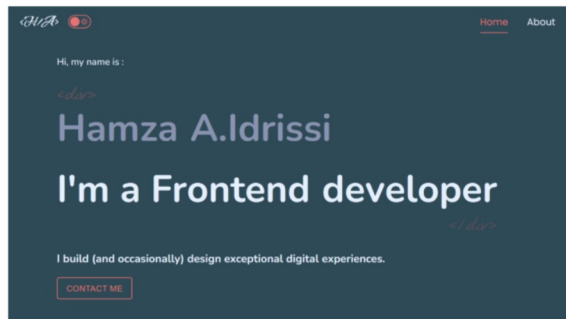 <H/A>
Home About
Hi, my name is :
<div>
Hamza A.Idrissi
I'm a Frontend developer
</div>
I build (and occasionally) design exceptional digital experiences.
CONTACT ME